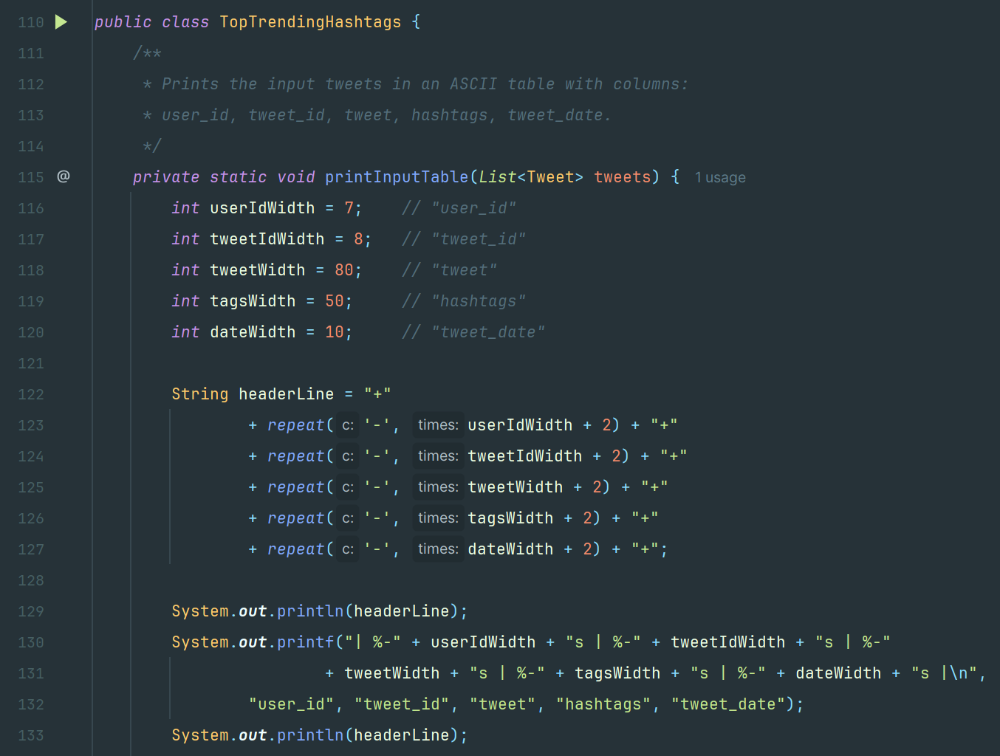 110 public class TopTrendingHashtags {
111     /**
112      * Prints the input tweets in an ASCII table with columns:
113      * user_id, tweet_id, tweet, hashtags, tweet_date.
114      */
115 @   private static void printInputTable(List<Tweet> tweets) { 1 usage
116         int userIdWidth = 7;    // "user_id"
117         int tweetIdWidth = 8;   // "tweet_id"
118         int tweetWidth = 80;    // "tweet"
119         int tagsWidth = 50;     // "hashtags"
120         int dateWidth = 10;     // "tweet_date"
121
122         String headerLine = "+"
123                 + repeat( c: '-', times: userIdWidth + 2) + "+"
124                 + repeat( c: '-', times: tweetIdWidth + 2) + "+"
125                 + repeat( c: '-', times: tweetWidth + 2) + "+"
126                 + repeat( c: '-', times: tagsWidth + 2) + "+"
127                 + repeat( c: '-', times: dateWidth + 2) + "+";
128
129         System.out.println(headerLine);
130         System.out.printf("| %-" + userIdWidth + "s | %-" + tweetIdWidth + "s | %-"
131                         + tweetWidth + "s | %-" + tagsWidth + "s | %-" + dateWidth + "s |\n",
132                 "user_id", "tweet_id", "tweet", "hashtags", "tweet_date");
133         System.out.println(headerLine);